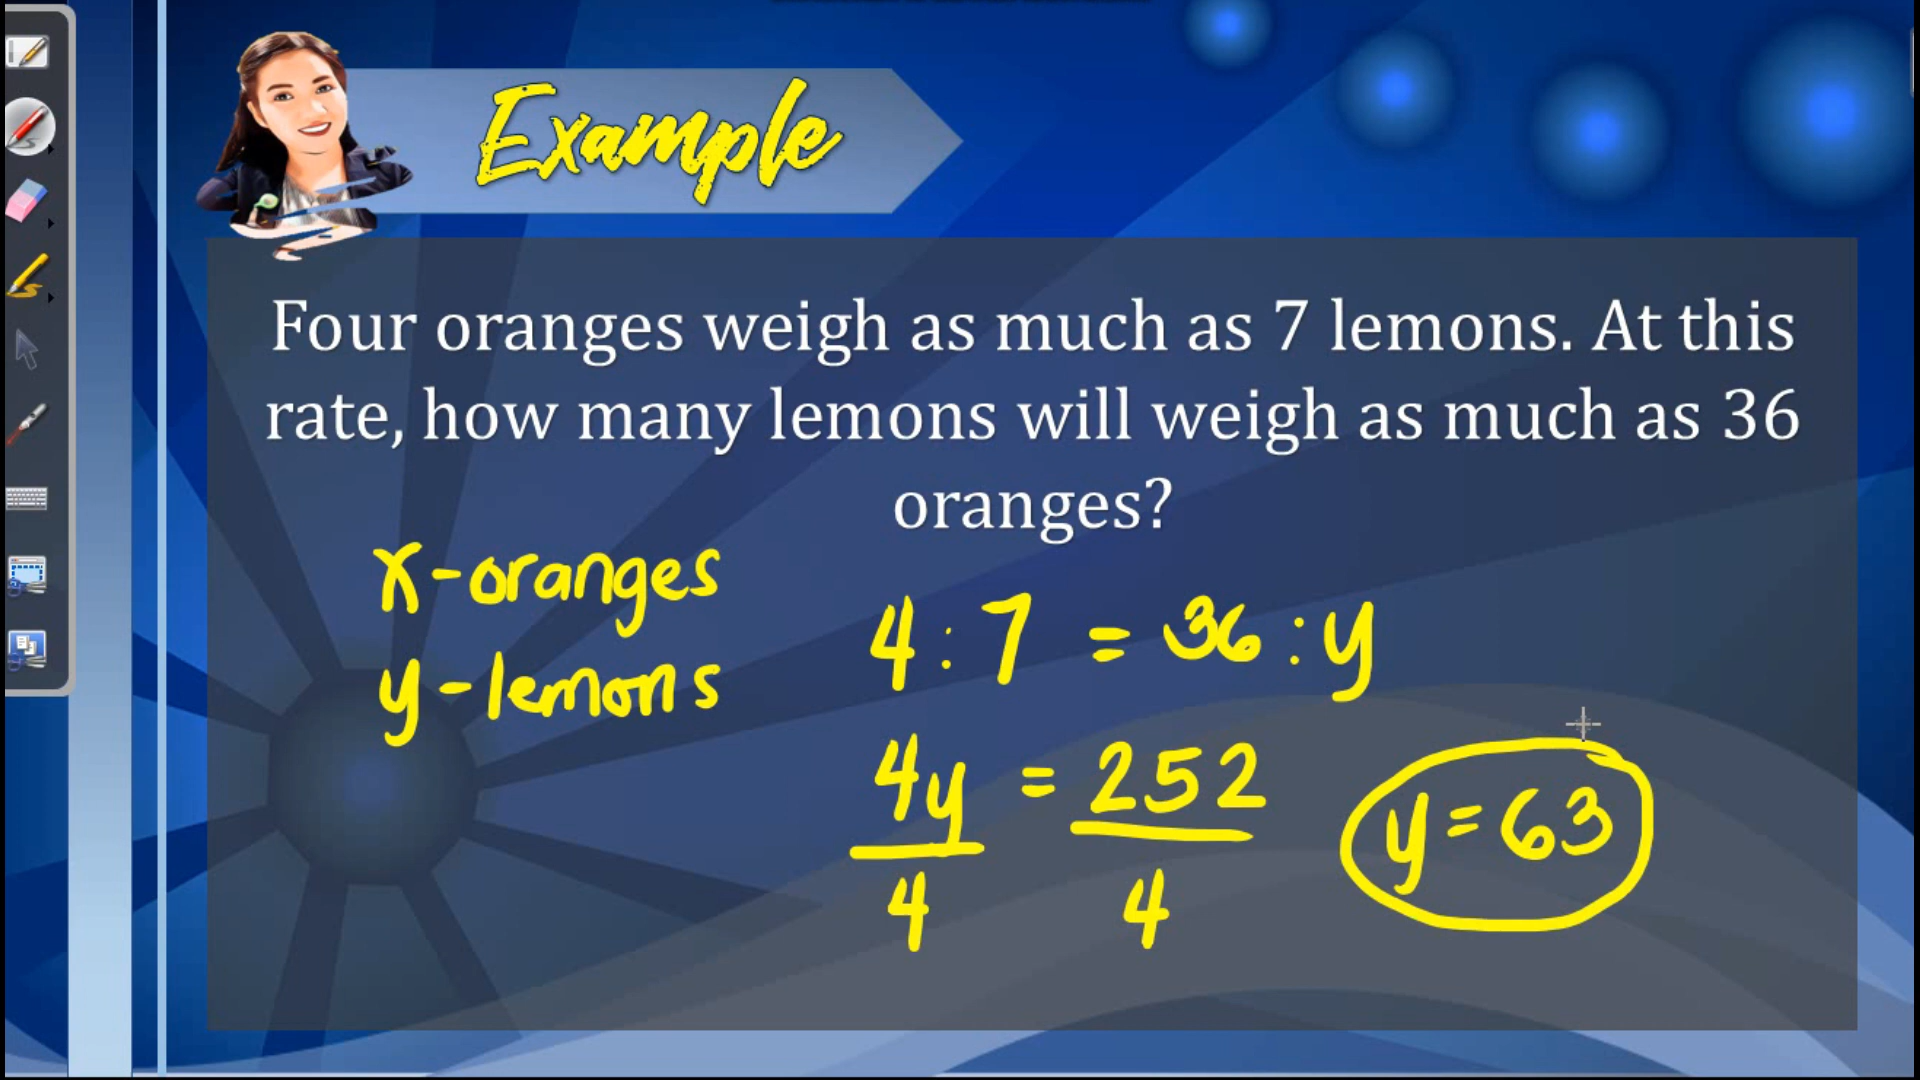 Example
Four oranges weigh as much as 7 lemons. At this
rate, how many lemons will weigh as much as 36
oranges?
x-oranges
y-lemons
4:7 = 36:y
4y = 252
4 4
y=63